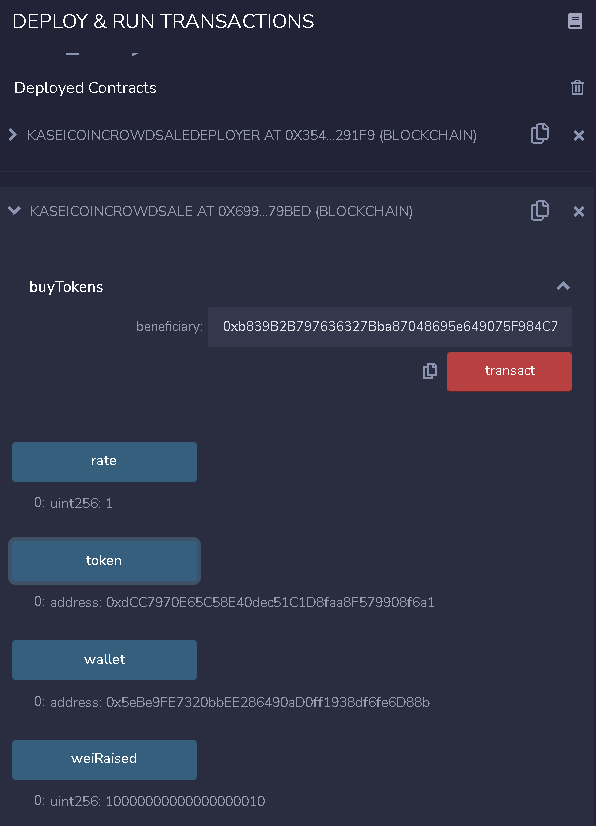 DEPLOY & RUN TRANSACTIONS
Deployed Contracts
KASEICOINCROWDSALEDEPLOYER AT 0X354...291F9 (BLOCKCHAIN)
KASEICOINCROWDSALE AT 0X699...79BED (BLOCKCHAIN)
buyTokens
beneficiary: 0xb839B2B797636327Bba87048695e649075F984C7
transact
rate
0: uint256: 1
token
0: address: 0xdCC7970E65C58E40dec51C1D8faa8F579908f6a1
wallet
0: address: 0x5eBe9FE7320bbEE286490aD0ff1938df6fe6D88b
weiRaised
0: uint256: 10000000000000000010